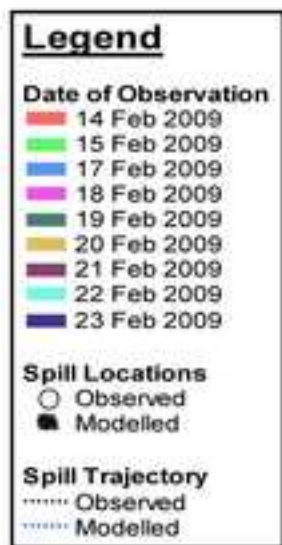 Legend
Date of Observation
14 Feb 2009
15 Feb 2009
17 Feb 2009
18 Feb 2009
19 Feb 2009
20 Feb 2009
21 Feb 2009
22 Feb 2009
23 Feb 2009
Spill Locations
Observed
Modelled
Spill Trajectory
Observed
Modelled